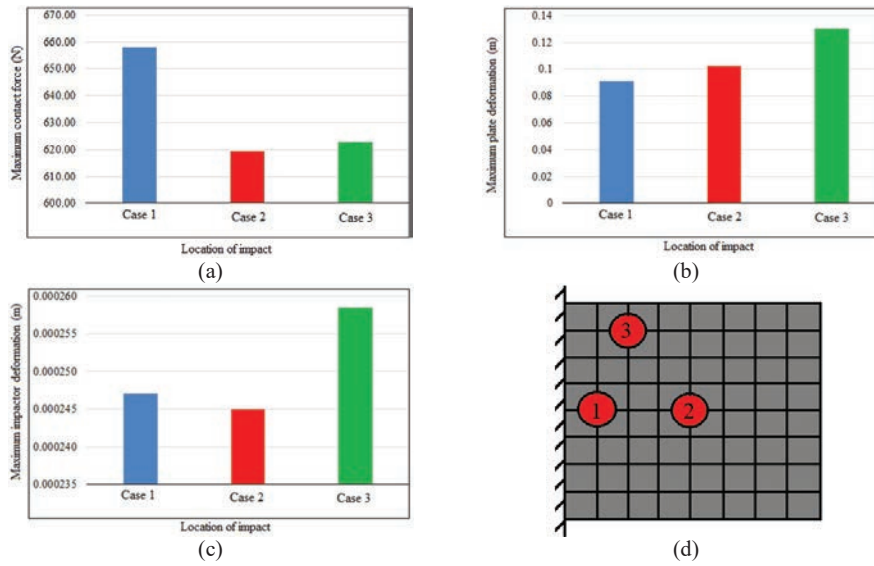 Maximum contact force (N)
670.00
660.00
650.00
640.00
630.00
620.00
610.00
600.00
Case 1
Case 2
Case 3
Location of impact
(a)
Maximum plate deformation (m)
0.14
0.12
0.1
0.08
0.06
0.04
0.02
0
Case 1
Case 2
Case 3
Location of impact
(b)
Maximum impactor deformation (m)
0.000260
0.000255
0.000250
0.000245
0.000240
0.000235
Case 1
Case 2
Case 3
Location of impact
(c)
3
1
2
(d)